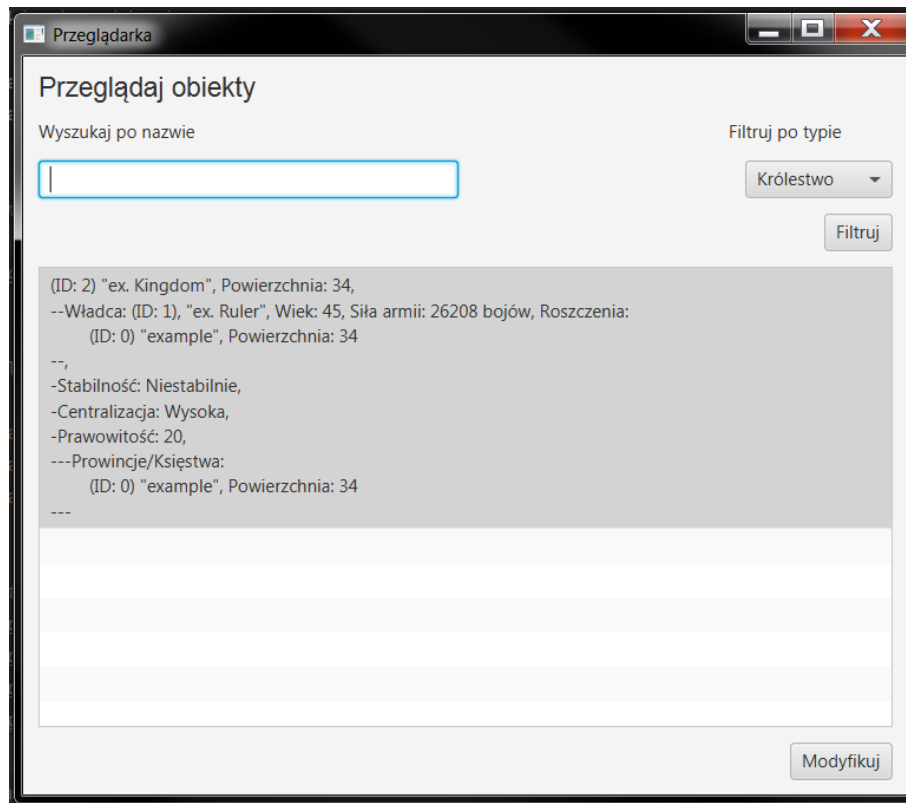 Przeglądarka
Przeglądaj obiekty
Wyszukaj po nazwie
Filtruj po typie
Królestwo
Filtruj
(ID: 2) "ex. Kingdom", Powierzchnia: 34,
--Władca: (ID: 1), "ex. Ruler", Wiek: 45, Siła armii: 26208 bojów, Roszczenia:
(ID: 0) "example", Powierzchnia: 34
--,
-Stabilność: Niestabilnie,
-Centralizacja: Wysoka,
-Prawowitość: 20,
---Prowincje/Księstwa:
(ID: 0) "example", Powierzchnia: 34
---
Modyfikuj